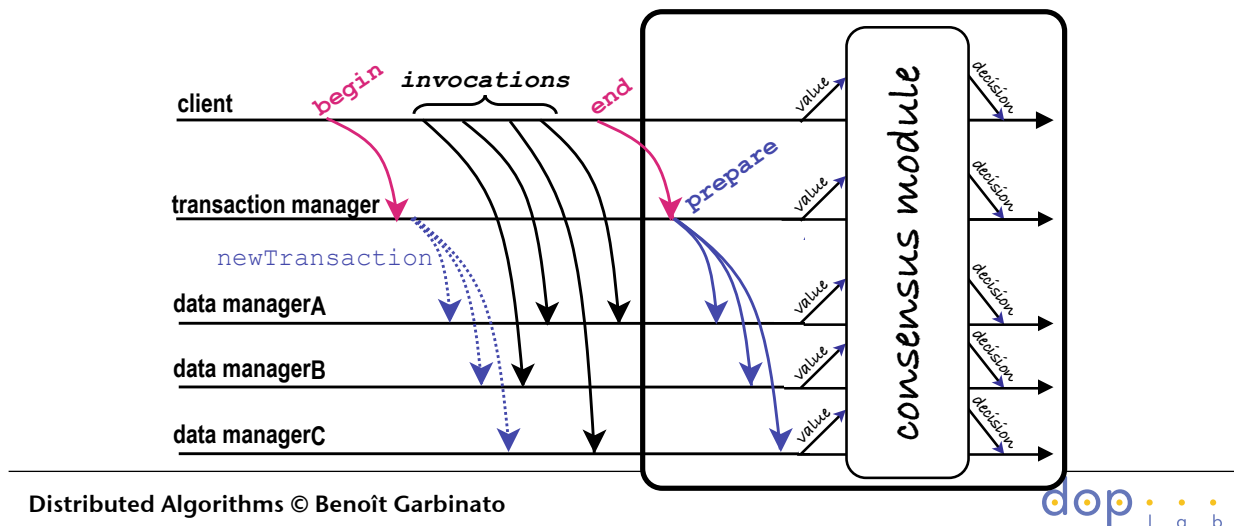 invocations
begin
end
client
value
decision
prepare
transaction manager
value
decision
newTransaction
consensus module
data managerA
value
decision
data managerB
value
decision
data managerC
value
decision
Distributed Algorithms © Benoît Garbinato
dop
l a b